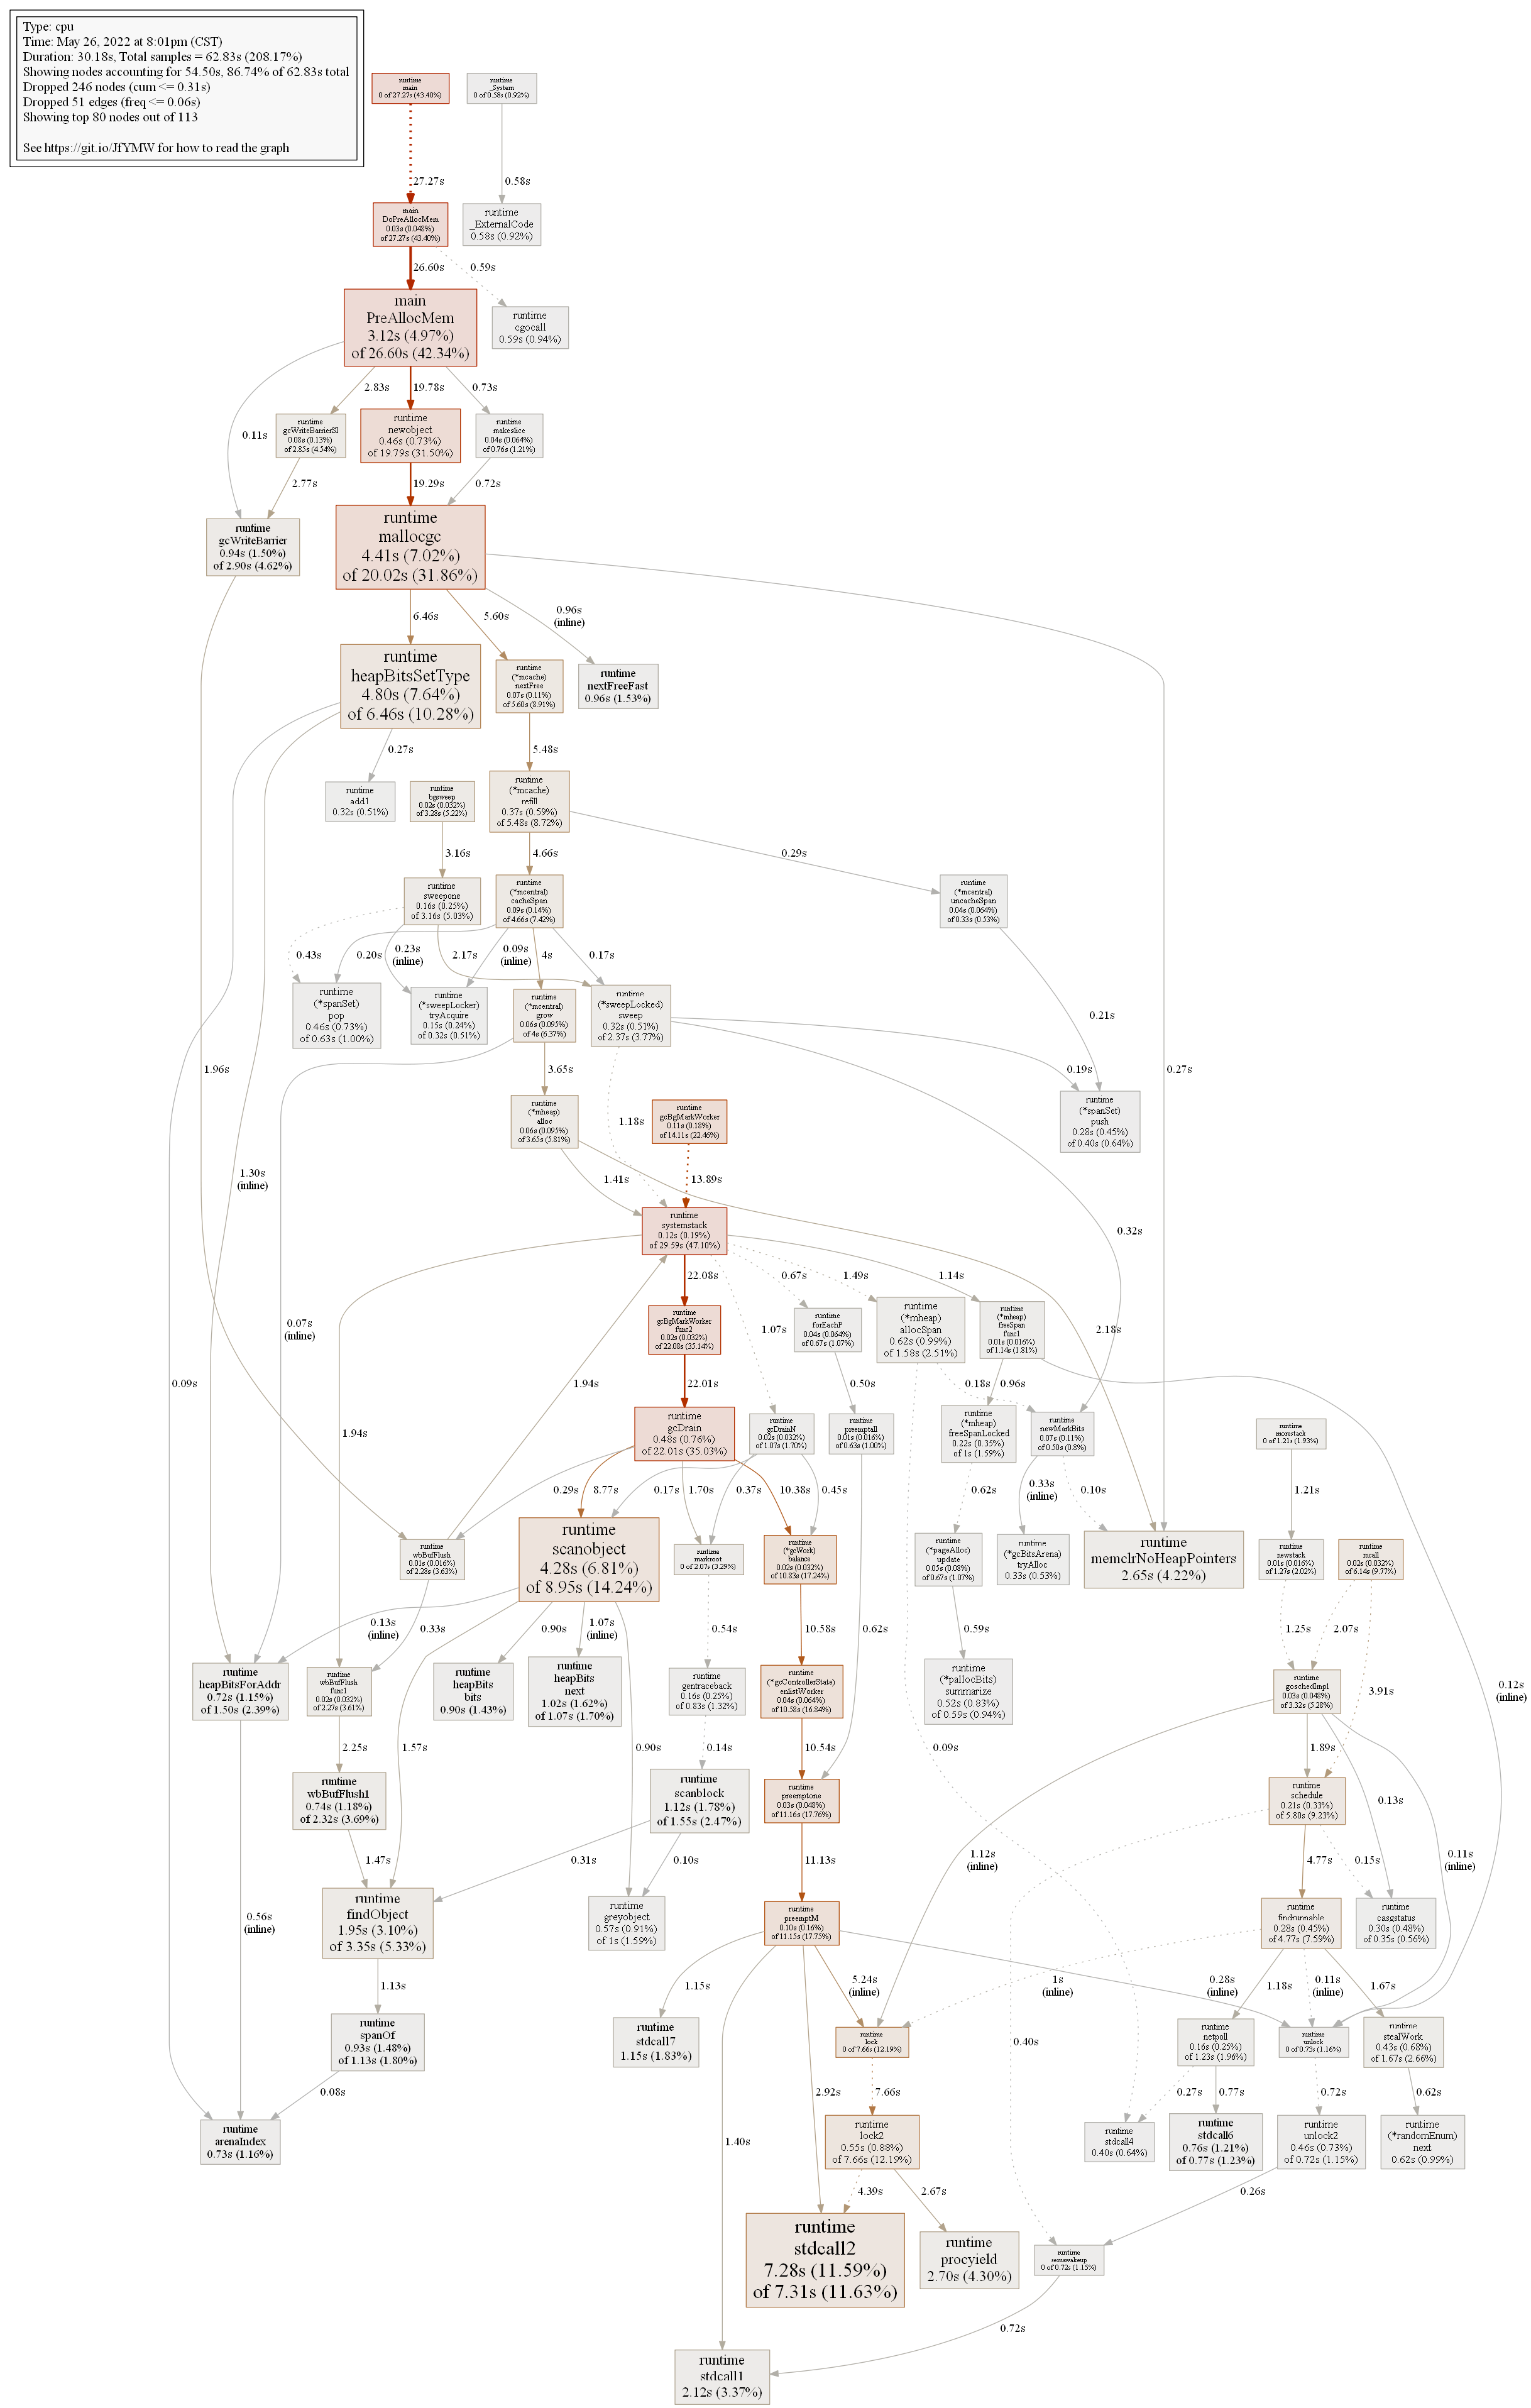 Type: cpu
Time: May 26, 2022 at 8:01pm (CST)
Duration: 30.18s, Total samples = 62.83s (208.17%)
Showing nodes accounting for 54.50s, 86.74% of 62.83s total
Dropped 246 nodes (cum <= 0.31s)
Dropped 51 edges (freq <= 0.06s)
Showing top 80 nodes out of 113
See https://git.io/JfYMW for how to read the graph
runtime
main
0 of 27.27s (43.40%)
runtime
_System
0 of 0.58s (0.92%)
27.27s
0.58s
main
DoPreAllocMem
0.03s (0.048%)
of 27.27s (43.40%)
runtime
_ExternalCode
0.58s (0.92%)
26.60s
0.59s
main
PreAllocMem
3.12s (4.97%)
of 26.60s (42.34%)
runtime
cgocall
0.59s (0.94%)
0.11s
2.83s
19.78s
0.73s
runtime
gcWriteBarrierSI
0.08s (0.13%)
of 2.85s (4.54%)
runtime
newobject
0.46s (0.73%)
of 19.79s (31.50%)
runtime
makeslice
0.04s (0.064%)
of 0.76s (1.21%)
2.77s
19.29s
0.72s
runtime
gcWriteBarrier
0.94s (1.50%)
of 2.90s (4.62%)
runtime
mallocgc
4.41s (7.02%)
of 20.02s (31.86%)
6.46s
5.60s
0.96s
(inline)
runtime
heapBitsSetType
4.80s (7.64%)
of 6.46s (10.28%)
runtime
(*mcache)
nextFree
0.07s (0.11%)
of 5.60s (8.91%)
runtime
nextFreeFast
0.96s (1.53%)
0.27s
5.48s
runtime
add1
0.32s (0.51%)
runtime
bgsweep
0.02s (0.032%)
of 3.28s (5.22%)
runtime
(*mcache)
refill
0.37s (0.59%)
of 5.48s (8.72%)
3.16s
4.66s
0.29s
runtime
sweepone
0.16s (0.25%)
of 3.16s (5.03%)
runtime
(*mcentral)
cacheSpan
0.09s (0.14%)
of 4.66s (7.42%)
runtime
(*mcentral)
uncacheSpan
0.04s (0.064%)
of 0.33s (0.53%)
0.43s
0.20s
0.23s
(inline)
2.17s
0.09s
(inline)
4s
0.17s
runtime
(*spanSet)
pop
0.46s (0.73%)
of 0.63s (1.00%)
runtime
(*sweepLocker)
tryAcquire
0.15s (0.24%)
of 0.32s (0.51%)
runtime
(*mcentral)
grow
0.06s (0.095%)
of 4s (6.37%)
runtime
(*sweepLocked)
sweep
0.32s (0.51%)
of 2.37s (3.77%)
0.21s
1.96s
3.65s
0.19s
0.27s
runtime
(*mheap)
alloc
0.06s (0.095%)
of 3.65s (5.81%)
1.18s
runtime
gcBgMarkWorker
0.11s (0.18%)
of 14.11s (22.46%)
runtime
(*spanSet)
push
0.28s (0.45%)
of 0.40s (0.64%)
1.30s
(inline)
1.41s
13.89s
0.32s
runtime
systemstack
0.12s (0.19%)
of 29.59s (47.10%)
22.08s
0.67s
1.49s
1.14s
0.07s
(inline)
1.07s
2.18s
runtime
gcBgMarkWorker
func2
0.02s (0.032%)
of 22.08s (35.14%)
runtime
forEachP
0.04s (0.064%)
of 0.67s (1.07%)
runtime
(*mheap)
allocSpan
0.62s (0.99%)
of 1.58s (2.51%)
runtime
(*mheap)
freeSpan
func1
0.01s (0.016%)
of 1.14s (1.81%)
0.09s
1.94s
22.01s
0.50s
0.18s
0.96s
1.94s
runtime
gcDrain
0.48s (0.76%)
of 22.01s (35.03%)
runtime
gcDrainN
0.02s (0.032%)
of 1.07s (1.70%)
runtime
preemptall
0.01s (0.016%)
of 0.63s (1.00%)
runtime
(*mheap)
freeSpanLocked
0.22s (0.35%)
of 1s (1.59%)
runtime
newMarkBits
0.07s (0.11%)
of 0.50s (0.8%)
runtime
morestack
0 of 1.21s (1.93%)
0.29s
8.77s
0.17s
1.70s
0.37s
10.38s
0.45s
0.62s
0.33s
(inline)
0.10s
1.21s
runtime
wbBufFlush
0.01s (0.016%)
of 2.28s (3.63%)
runtime
scanobject
4.28s (6.81%)
of 8.95s (14.24%)
runtime
markroot
0 of 2.07s (3.29%)
runtime
(*gcWork)
balance
0.02s (0.032%)
of 10.83s (17.24%)
runtime
(*pageAlloc)
update
0.05s (0.08%)
of 0.67s (1.07%)
runtime
(*gcBitsArena)
tryAlloc
0.33s (0.53%)
runtime
memclrNoHeapPointers
2.65s (4.22%)
runtime
newstack
0.01s (0.016%)
of 1.27s (2.02%)
runtime
mcall
0.02s (0.032%)
of 6.14s (9.77%)
0.13s
(inline)
0.33s
0.90s
1.07s
(inline)
0.54s
10.58s
0.62s
0.59s
1.25s
2.07s
runtime
heapBitsForAddr
0.72s (1.15%)
of 1.50s (2.39%)
runtime
wbBufFlush
func1
0.02s (0.032%)
of 2.27s (3.61%)
runtime
heapBits
bits
0.90s (1.43%)
runtime
heapBits
next
1.02s (1.62%)
of 1.07s (1.70%)
runtime
gentraceback
0.16s (0.25%)
of 0.83s (1.32%)
runtime
(*gcControllerState)
enlistWorker
0.04s (0.064%)
of 10.58s (16.84%)
runtime
(*pallocBits)
summarize
0.52s (0.83%)
of 0.59s (0.94%)
runtime
goschedImpl
0.03s (0.048%)
of 3.32s (5.28%)
3.91s
0.12s
(inline)
2.25s
1.57s
0.90s
0.14s
10.54s
0.09s
1.89s
runtime
wbBufFlush1
0.74s (1.18%)
of 2.32s (3.69%)
runtime
scanblock
1.12s (1.78%)
of 1.55s (2.47%)
runtime
preemptone
0.03s (0.048%)
of 11.16s (17.76%)
runtime
schedule
0.21s (0.33%)
of 5.80s (9.23%)
0.13s
1.47s
0.31s
0.10s
11.13s
1.12s
(inline)
4.77s
0.15s
0.11s
(inline)
0.56s
(inline)
runtime
findObject
1.95s (3.10%)
of 3.35s (5.33%)
runtime
greyobject
0.57s (0.91%)
of 1s (1.59%)
runtime
preemptM
0.10s (0.16%)
of 11.15s (17.75%)
runtime
findrunnable
0.28s (0.45%)
of 4.77s (7.59%)
runtime
casgstatus
0.30s (0.48%)
of 0.35s (0.56%)
1.13s
1.15s
5.24s
(inline)
1s
(inline)
0.28s
(inline)
1.18s
0.11s
(inline)
1.67s
runtime
spanOf
0.93s (1.48%)
of 1.13s (1.80%)
runtime
stdcall7
1.15s (1.83%)
runtime
lock
0 of 7.66s (12.19%)
0.40s
runtime
netpoll
0.16s (0.25%)
of 1.23s (1.96%)
runtime
unlock
0 of 0.73s (1.16%)
runtime
stealWork
0.43s (0.68%)
of 1.67s (2.66%)
0.08s
2.92s
7.66s
0.27s
0.77s
0.72s
0.62s
runtime
arenaIndex
0.73s (1.16%)
1.40s
runtime
lock2
0.55s (0.88%)
of 7.66s (12.19%)
runtime
stdcall4
0.40s (0.64%)
runtime
stdcall6
0.76s (1.21%)
of 0.77s (1.23%)
runtime
unlock2
0.46s (0.73%)
of 0.72s (1.15%)
runtime
(*randomEnum)
next
0.62s (0.99%)
4.39s
2.67s
0.26s
runtime
stdcall2
7.28s (11.59%)
of 7.31s (11.63%)
runtime
procyield
2.70s (4.30%)
runtime
semawakeup
0 of 0.72s (1.15%)
0.72s
runtime
stdcall1
2.12s (3.37%)